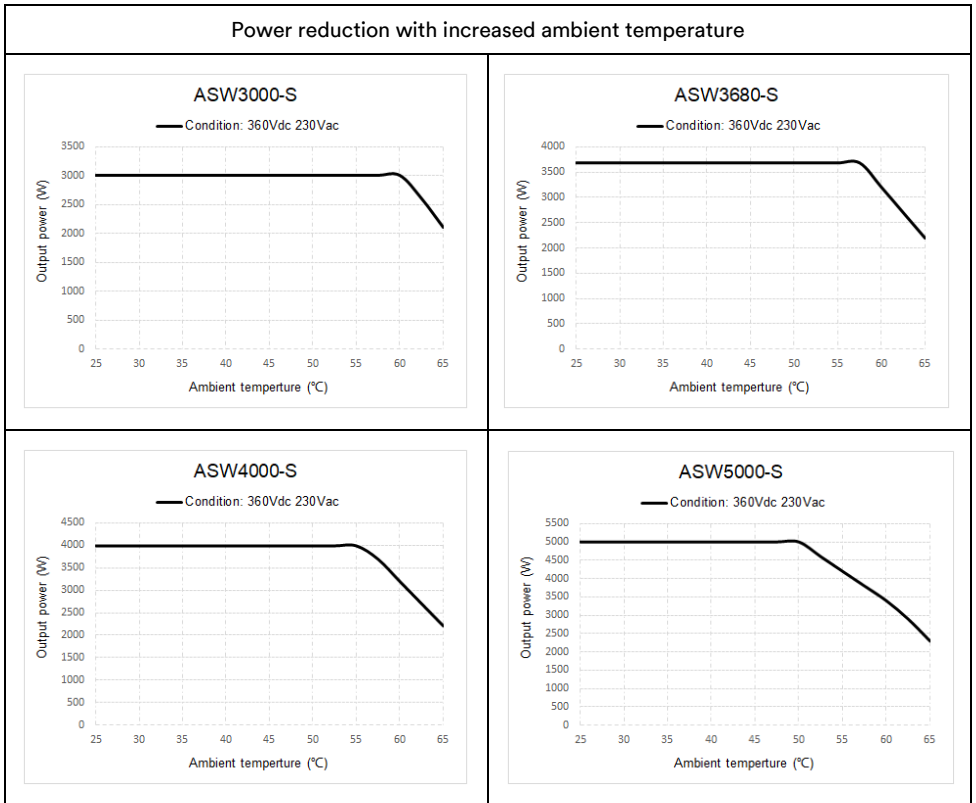 Power reduction with increased ambient temperature
ASW3000-S
Condition: 360Vdc 230Vac
3500
3000
2500
2000
1500
1000
500
0
Output power (W)
25 30 35 40 45 50 55 60 65
Ambient temperture (℃)
ASW3680-S
Condition: 360Vdc 230Vac
4000
3500
3000
2500
2000
1500
1000
500
0
Output power (W)
25 30 35 40 45 50 55 60 65
Ambient temperture (℃)
ASW4000-S
Condition: 360Vdc 230Vac
4500
4000
3500
3000
2500
2000
1500
1000
500
0
Output power (W)
25 30 35 40 45 50 55 60 65
Ambient temperture (℃)
ASW5000-S
Condition: 360Vdc 230Vac
5500
5000
4500
4000
3500
3000
2500
2000
1500
1000
500
0
Output power (W)
25 30 35 40 45 50 55 60 65
Ambient temperture (℃)